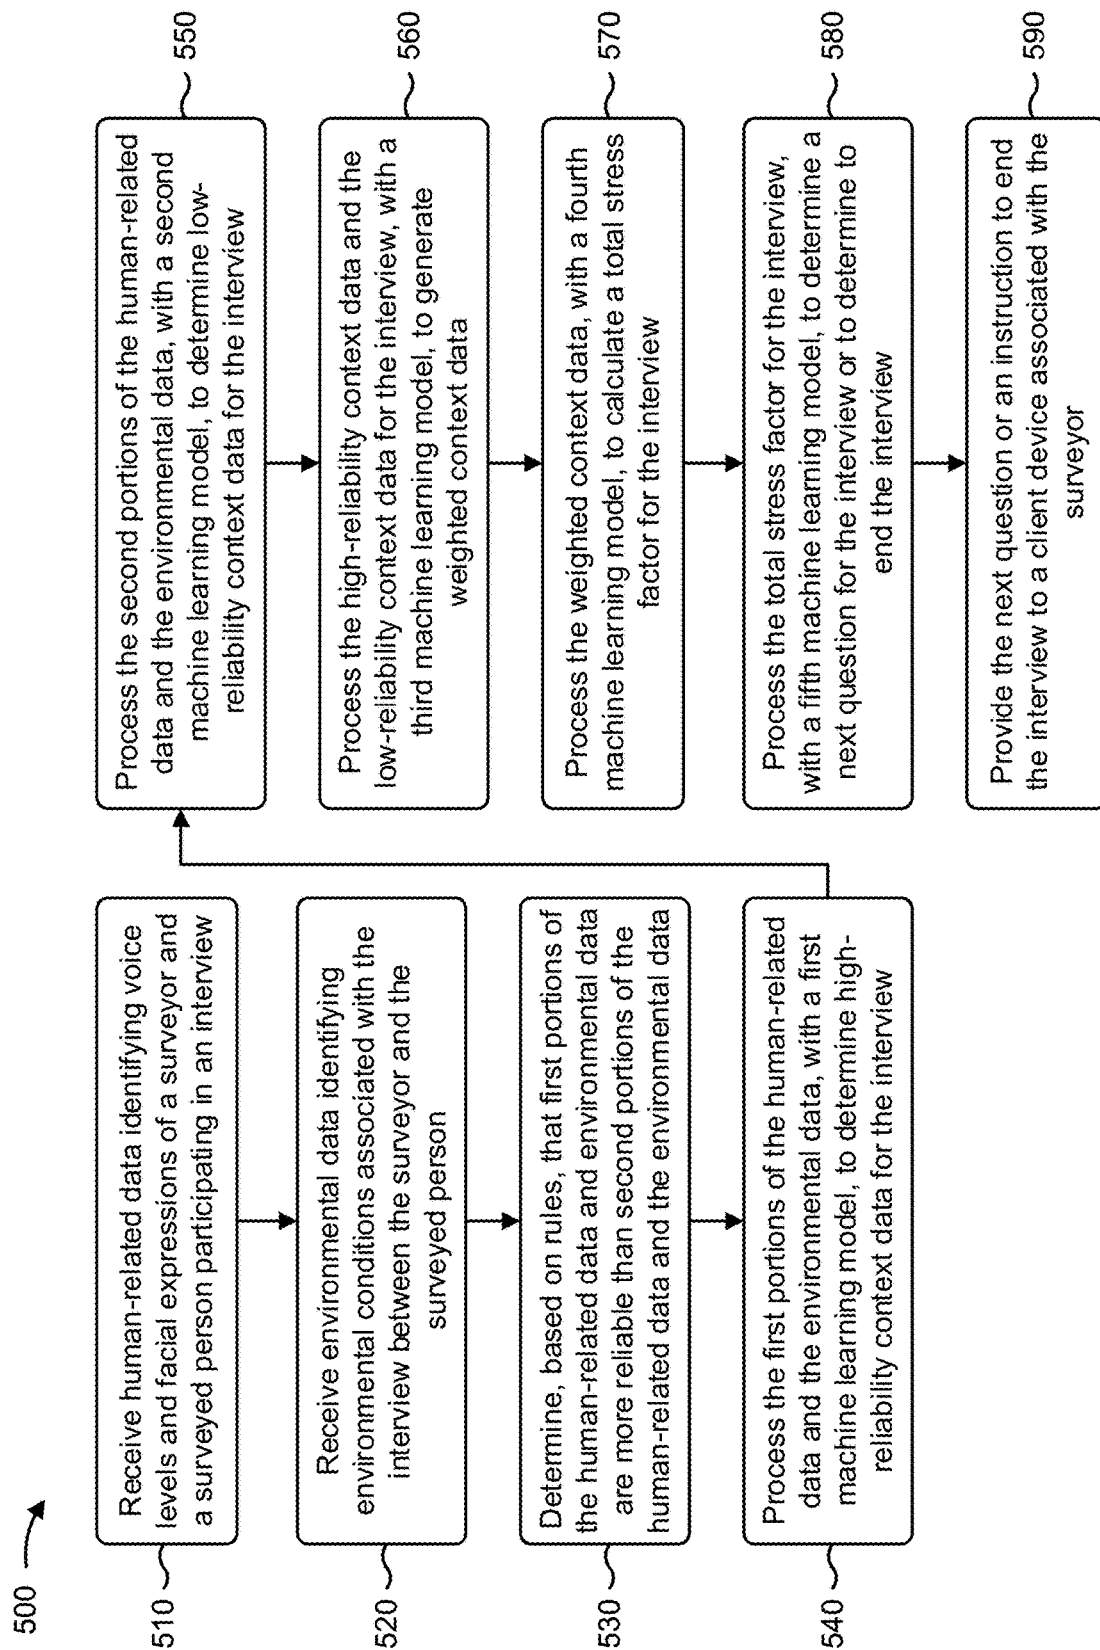 500
510
Receive human-related data identifying voice
levels and facial expressions of a surveyor and
a surveyed person participating in an interview
520
Receive environmental data identifying
environmental conditions associated with the
interview between the surveyor and the
surveyed person
530
Determine, based on rules, that first portions of
the human-related data and environmental data
are more reliable than second portions of the
human-related data and the environmental data
540
Process the first portions of the human-related
data and the environmental data, with a first
machine learning model, to determine high-
reliability context data for the interview
550
Process the second portions of the human-related
data and the environmental data, with a second
machine learning model, to determine low-
reliability context data for the interview
560
Process the high-reliability context data and the
low-reliability context data for the interview, with a
third machine learning model, to generate
weighted context data
570
Process the weighted context data, with a fourth
machine learning model, to calculate a total stress
factor for the interview
580
Process the total stress factor for the interview,
with a fifth machine learning model, to determine a
next question for the interview or to determine to
end the interview
590
Provide the next question or an instruction to end
the interview to a client device associated with the
surveyor